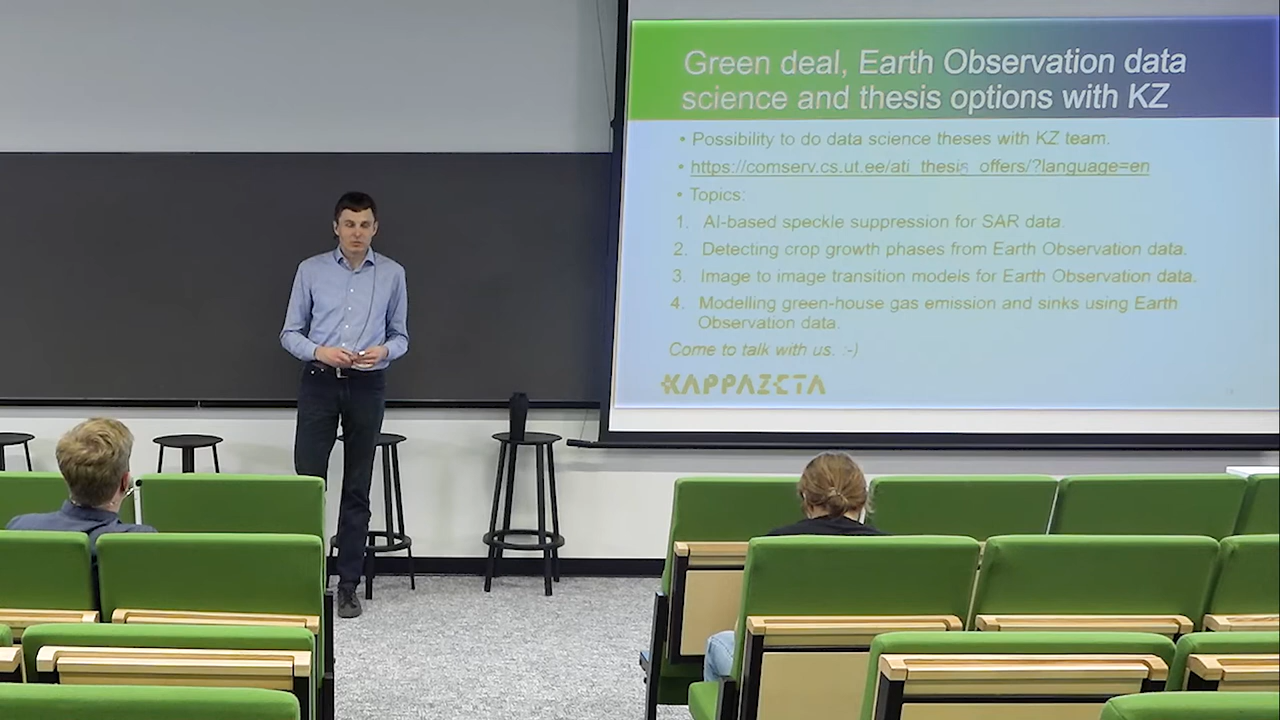 Green deal, Earth Observation data
science and thesis options with KZ
• Possibility to do data science theses with KZ team.
• https://comserv.cs.ut.ee/ati_thesis_offers/?language=en
• Topics:
1. AI-based speckle suppression for SAR data.
2. Detecting crop growth phases from Earth Observation data.
3. Image to image transition models for Earth Observation data.
4. Modelling green-house gas emission and sinks using Earth
Observation data.
Come to talk with us. :-)
KAPPAZETA